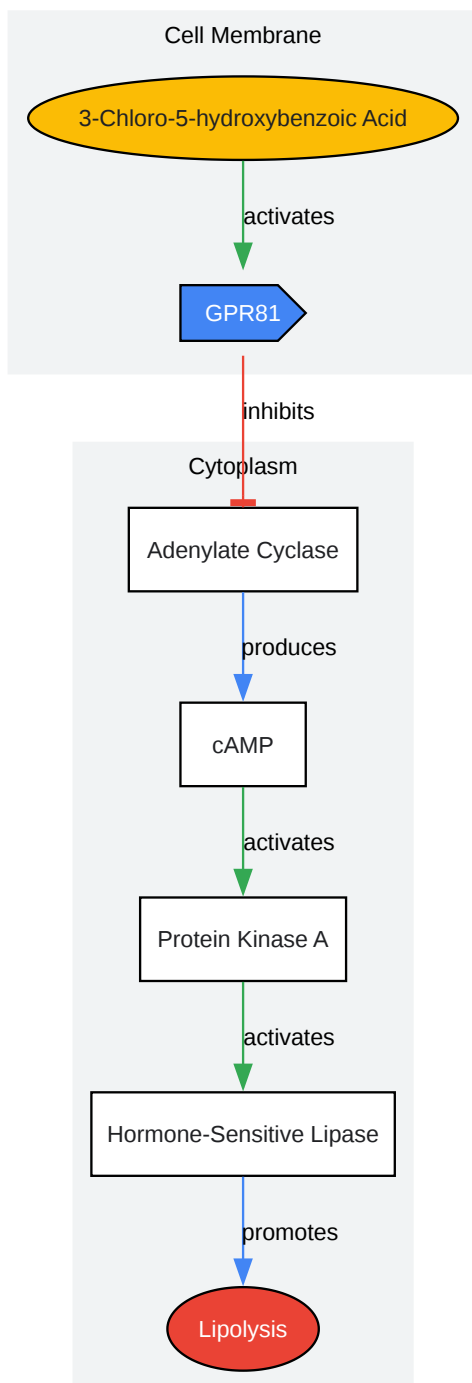 Cell Membrane
3-Chloro-5-hydroxybenzoic Acid
activates
GPR81
inhibits
Cytoplasm
Adenylate Cyclase
produces
cAMP
activates
Protein Kinase A
activates
Hormone-Sensitive Lipase
promotes
Lipolysis